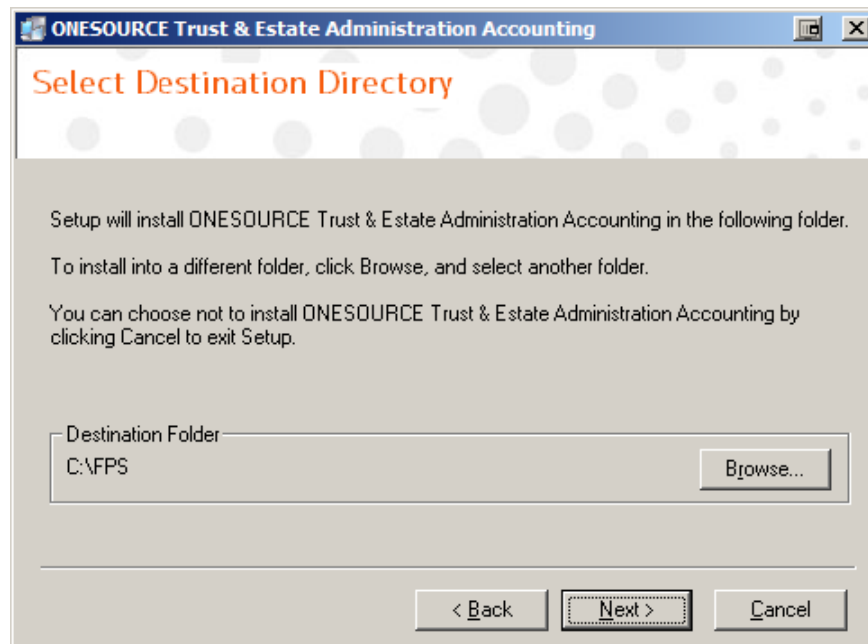 ONESOURCE Trust & Estate Administration Accounting
Select Destination Directory
Setup will install ONESOURCE Trust & Estate Administration Accounting in the following folder.
To install into a different folder, click Browse, and select another folder.
You can choose not to install ONESOURCE Trust & Estate Administration Accounting by
clicking Cancel to exit Setup.
Destination Folder
C:\FPS
Browse...
< Back
Next >
Cancel